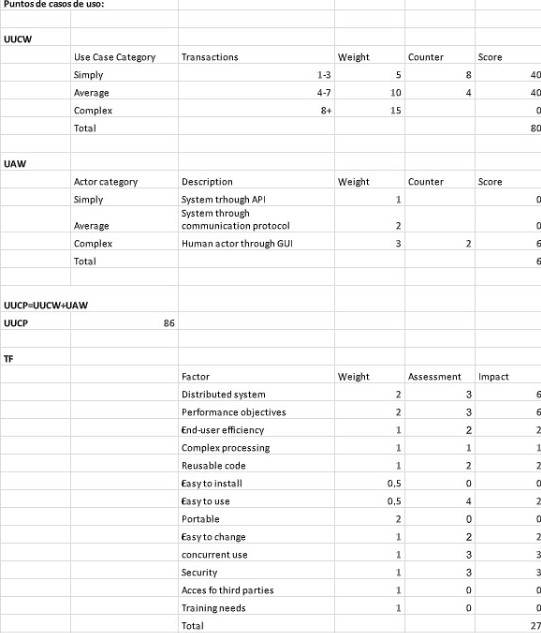 Puntos de casos de uso:
UUCW
Use Case Category Transactions Weight Counter Score
Simply 1-3 5 8 40
Average 4-7 10 4 40
Complex 8+ 15 0
Total 80
UAW
Actor category Description Weight Counter Score
Simply System trhough API 1 0
System through
Average communication protocol 2 0
Complex Human actor through GUI 3 2 6
Total 6
UUCP=UUCW+UAW
UUCP 86
TF
Factor Weight Assessment Impact
Distributed system 2 3 6
Performance objectives 2 3 6
End-user efficiency 1 2 2
Complex processing 1 1 1
Reusable code 1 2 2
Easy to install 0,5 0 0
Easy to use 0,5 4 2
Portable 2 0 0
Easy to change 1 2 2
concurrent use 1 3 3
Security 1 3 3
Acces fo third parties 1 0 0
Training needs 1 0 0
Total 27